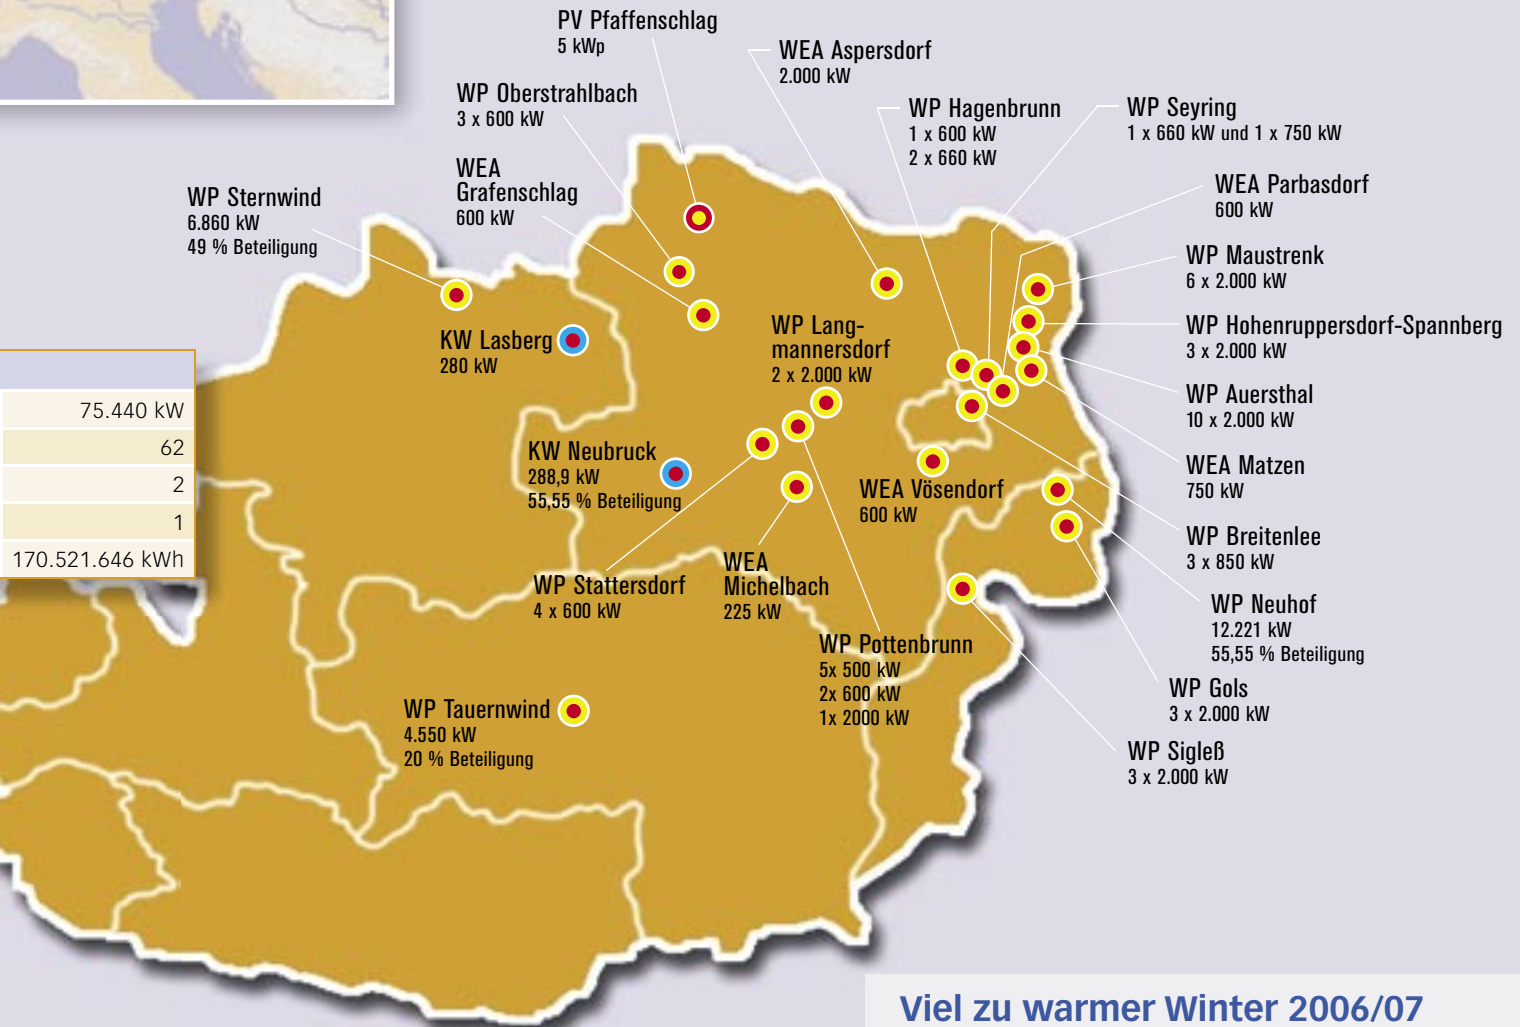 PV Pfaffenschlag
5 kWp
WEA Aspersdorf
2.000 kW
WP Oberstrahlbach
3 x 600 kW
WP Hagenbrunn
1 x 600 kW
2 x 660 kW
WP Seyring
1 x 660 kW und 1 x 750 kW
WEA
Grafenschlag
600 kW
WEA Parbasdorf
600 kW
WP Sternwind
6.860 kW
49 % Beteiligung
WP Maustrenk
6 x 2.000 kW
WP Hohenruppersdorf-Spannberg
3 x 2.000 kW
KW Lasberg
280 kW
WP Lang-
mannersdorf
2 x 2.000 kW
WP Auersthal
10 x 2.000 kW
75.440 kW
62
2
1
170.521.646 kWh
KW Neubruck
288,9 kW
55,55 % Beteiligung
WEA Vösendorf
600 kW
WEA Matzen
750 kW
WP Breitenlee
3 x 850 kW
WP Stattersdorf
4 x 600 kW
WEA
Michelbach
225 kW
WP Neuhof
12.221 kW
55,55 % Beteiligung
WP Pottenbrunn
5x 500 kW
2x 600 kW
1x 2000 kW
WP Gols
3 x 2.000 kW
WP Tauernwind
4.550 kW
20 % Beteiligung
WP Sigleß
3 x 2.000 kW
Viel zu warmer Winter 2006/07